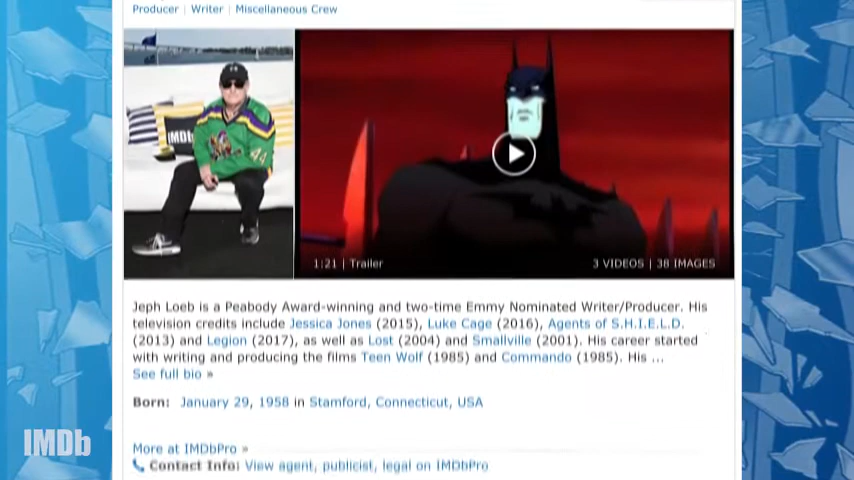 Producer | Writer | Miscellaneous Crew
IMDb
44
1:21 | Trailer
3 VIDEOS | 38 IMAGES
Jeph Loeb is a Peabody Award-winning and two-time Emmy Nominated Writer/Producer. His
television credits include Jessica Jones (2015), Luke Cage (2016), Agents of S.H.I.E.L.D.
(2013) and Legion (2017), as well as Lost (2004) and Smallville (2001). His career started
with writing and producing the films Teen Wolf (1985) and Commando (1985). His ...
See full bio »
Born: January 29, 1958 in Stamford, Connecticut, USA
More at IMDbPro »
Contact Info: View agent, publicist, legal on IMDbPro
IMDb